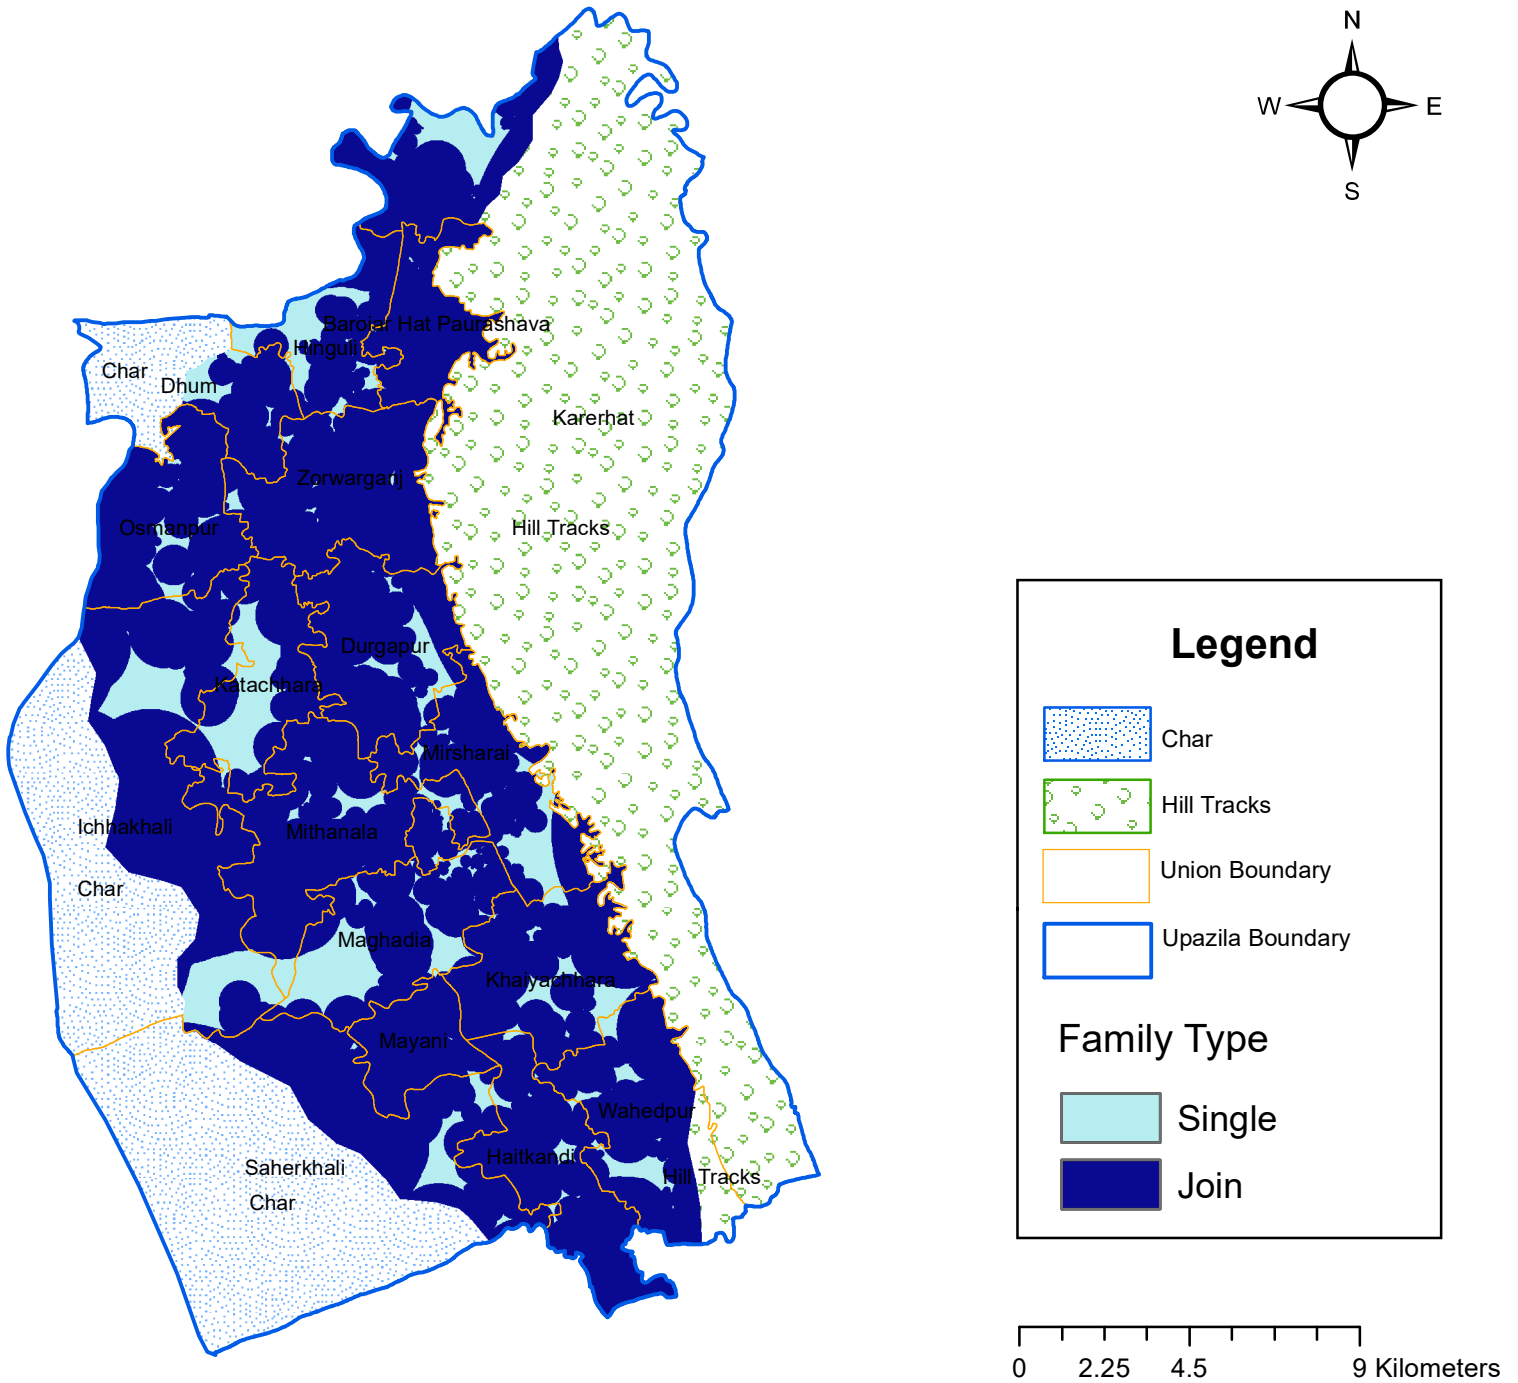 N
W E
S
Barojar Hat Paurashava
Hinguli
Char
Dhum
Karerhat
Zorwarganj
Osmanpur
Hill Tracks
Durgapur
Katachhara
Mirsharai
Ichhakhali
Mithanala
Char
Maghadia
Khaiyachhara
Mayani
Wahedpur
Haitkandi
Saherkhali
Hill Tracks
Char
Legend
Char
Hill Tracks
Union Boundary
Upazila Boundary
Family Type
Single
Join
0 2.25 4.5 9 Kilometers